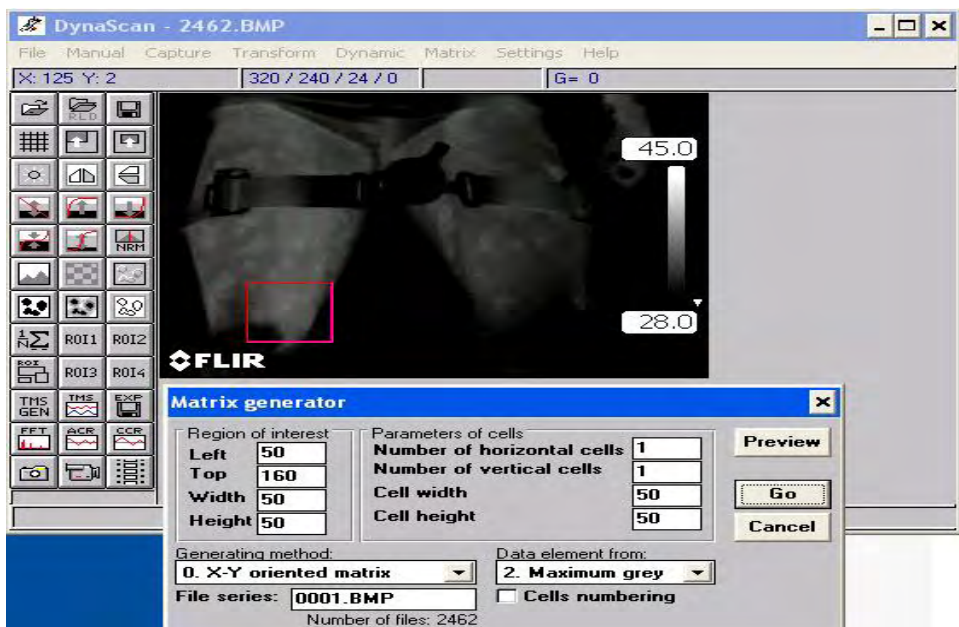 DynaScan - 2462.BMP
File Manual Capture Transform Dynamic Matrix Settings Help
X: 125 Y: 2 320 / 240 / 24 / 0 G= 0
RLD
45.0
NRM
28.0
1/N Σ ROI1 ROI2
ROI ROI3 ROI4
FLIR
TMS GEN TMS EXP
FFT ACR CCR
Matrix generator
Region of interest
Left 50
Top 160
Width 50
Height 50
Parameters of cells
Number of horizontal cells 1
Number of vertical cells 1
Cell width 50
Cell height 50
Preview
Go
Cancel
Generating method:
0. X-Y oriented matrix
Data element from:
2. Maximum grey
File series: 0001.BMP
Cells numbering
Number of files: 2462